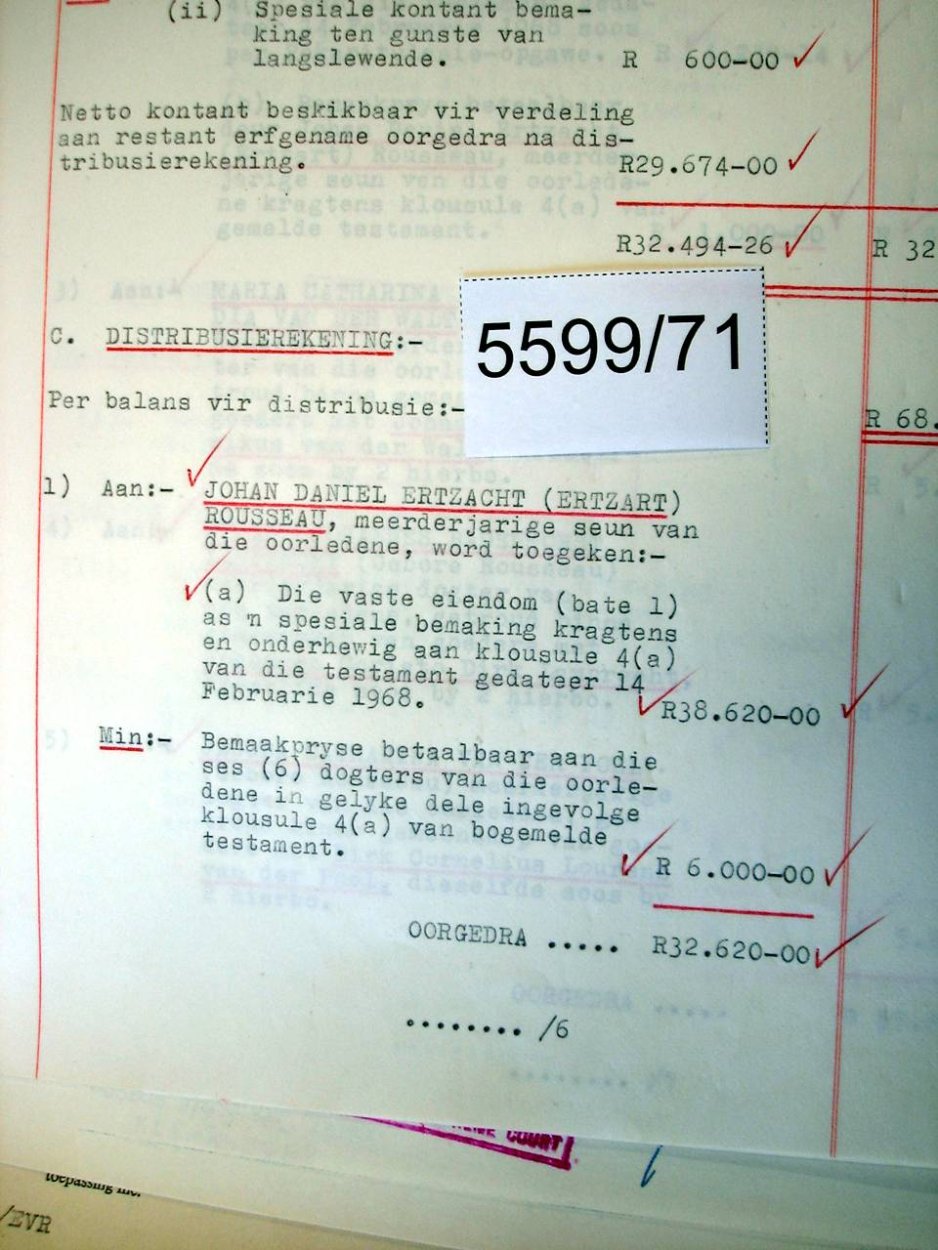 (ii) Spesiale kontant bema-
king ten gunste van
langslewende. R 600-00
Netto kontant beskikbaar vir verdeling
aan restant erfgename oorgedra na dis-
tribusierekening. R29.674-00
R32.494-26 R 32
C. DISTRIBUSIEREKENING:-
5599/71
Per balans vir distribusie:- R 68.
1) Aan:- JOHAN DANIEL ERTZACHT (ERTZART)
ROUSSEAU, meerderjarige seun van
die oorledene, word toegeken:-
(a) Die vaste eiendom (bate 1)
as 'n spesiale bemaking kragtens
en onderhewig aan klousule 4(a)
van die testament gedateer 14
Februarie 1968. R38.620-00
Min:- Bemaakpryse betaalbaar aan die
ses (6) dogters van die oorle-
dene in gelyke dele ingevolge
klousule 4(a) van bogemelde
testament. R 6.000-00
OORGEDRA ..... R32.620-00
........ /6
COURT
toepassing
/EVR